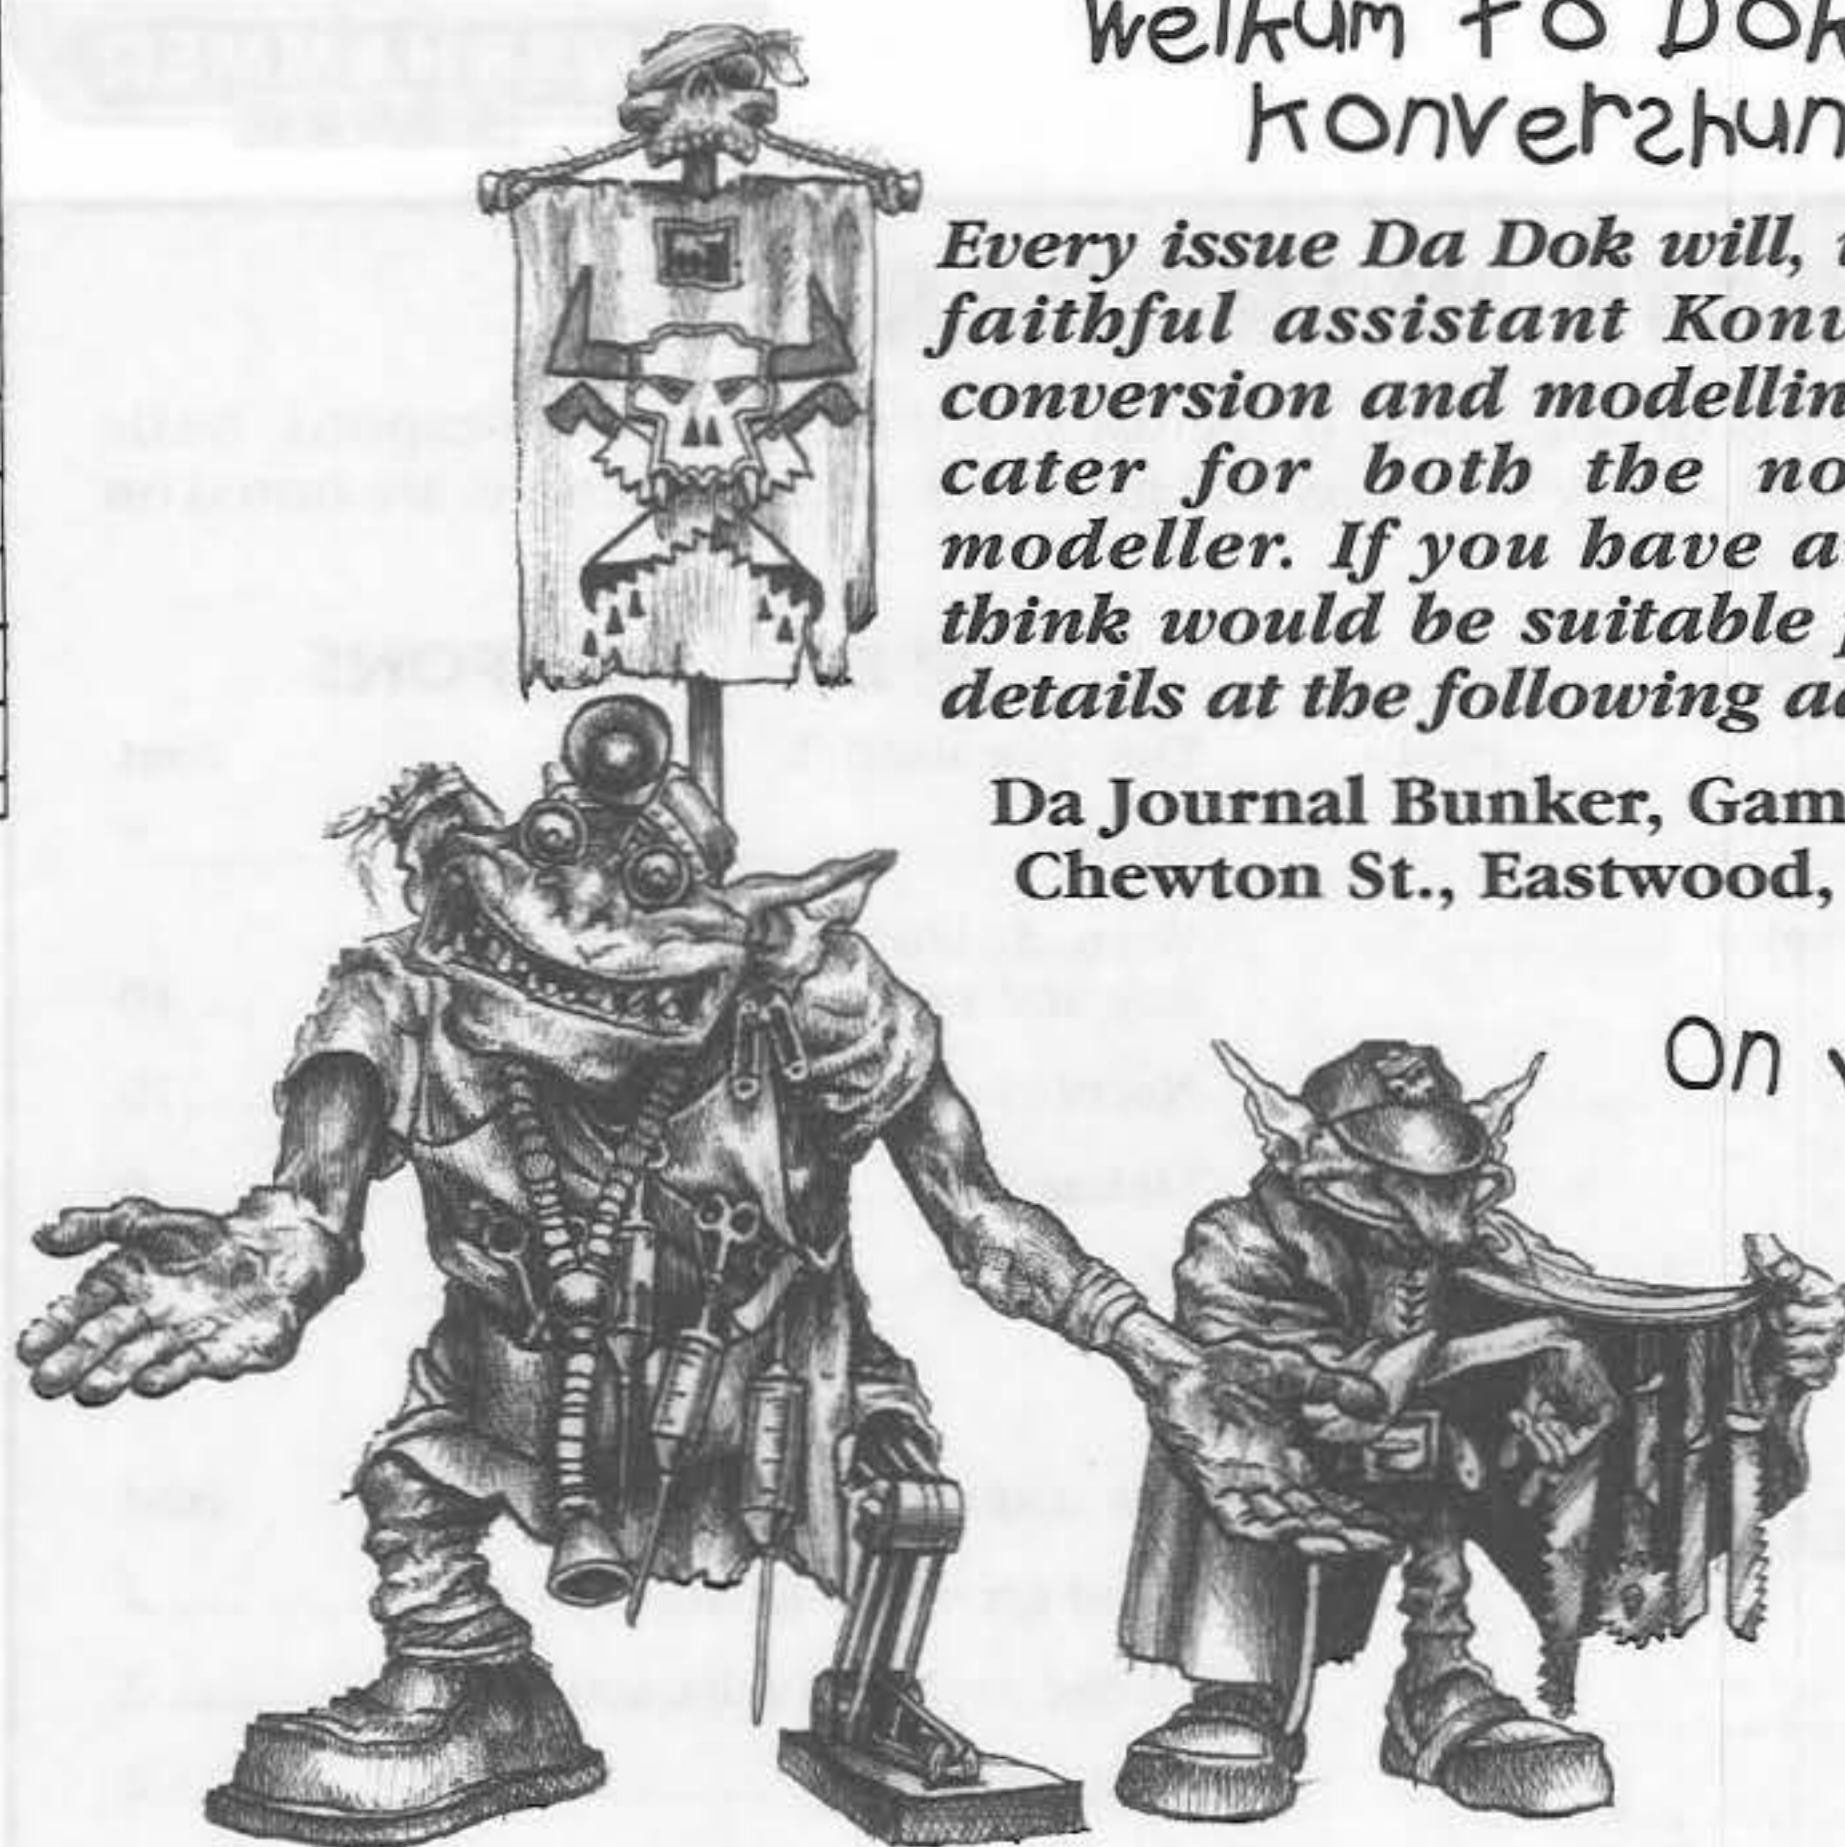 Welkum to Dok
Konvershun
Every issue Da Dok will,
faithful assistant Konv
conversion and modellin
cater for both the no
modeller. If you have a
think would be suitable
details at the following a
Da Journal Bunker, Gam
Chewton St., Eastwood,
On